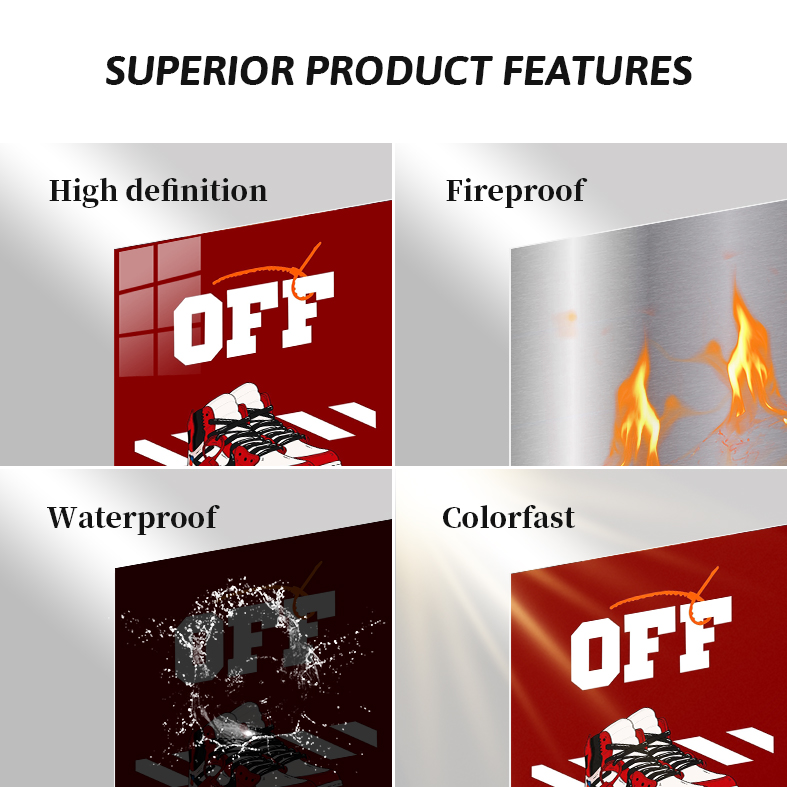 SUPERIOR PRODUCT FEATURES
High definition
Fireproof
OFF
Waterproof
Colorfast
OFF
OFF